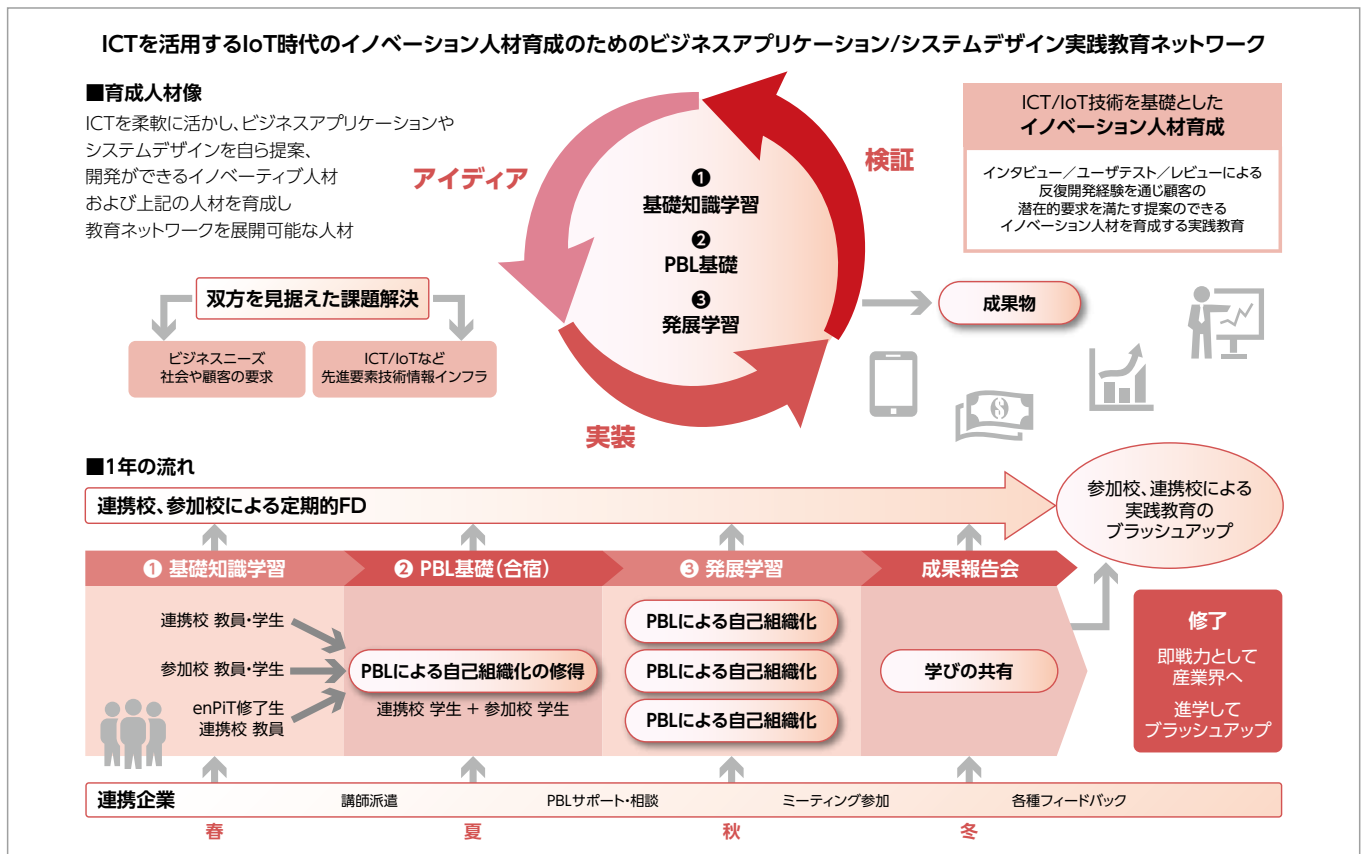 ICTを活用するIoT時代のイノベーション人材育成のためのビジネスアプリケーション/システムデザイン実践教育ネットワーク
■育成人材像
ICTを柔軟に活かし、ビジネスアプリケーションや
システムデザインを自ら提案、
開発ができるイノベーティブ人材
および上記の人材を育成し
教育ネットワークを展開可能な人材
双方を見据えた課題解決
ビジネスニーズ
社会や顧客の要求
ICT/IoTなど
先進要素技術情報インフラ
アイディア
検証
実装
❶
基礎知識学習
❷
PBL基礎
❸
発展学習
ICT/IoT技術を基礎とした
イノベーション人材育成
インタビュー／ユーザテスト／レビューによる
反復開発経験を通じ顧客の
潜在的要求を満たす提案のできる
イノベーション人材を育成する実践教育
成果物
$
■1年の流れ
連携校、参加校による定期的FD
参加校、連携校による
実践教育の
ブラッシュアップ
❶ 基礎知識学習
❷ PBL基礎（合宿）
❸ 発展学習
成果報告会
連携校 教員・学生
参加校 教員・学生
enPiT修了生
連携校 教員
PBLによる自己組織化の修得
連携校 学生 + 参加校 学生
PBLによる自己組織化
PBLによる自己組織化
PBLによる自己組織化
学びの共有
修了
即戦力として
産業界へ
進学して
ブラッシュアップ
連携企業
講師派遣
PBLサポート・相談
ミーティング参加
各種フィードバック
春
夏
秋
冬